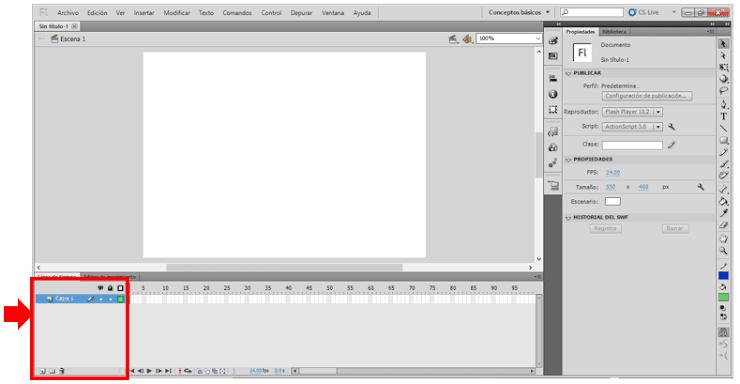 FL Archivo Edición Ver Insertar Modificar Texto Comandos Control Depurar Ventana Ayuda Conceptos básicos CS Live
Sin título-1
Escena 1 100%
Propiedades Biblioteca
Fl Documento
Sin título-1
PUBLICAR
Perfil: Predetermina...
Configuración de publicación...
Reproductor: Flash Player 10.2
Script: ActionScript 3.0
Clase:
PROPIEDADES
FPS: 24.00
Tamaño: 550 x 400 px
Escenario:
HISTORIAL DEL SWF
Registro Borrar
Línea de tiempo Editor de movimiento
5 10 15 20 25 30 35 40 45 50 55 60 65 70 75 80 85 90 95
Capa 1
24.00 fps 0.0 s